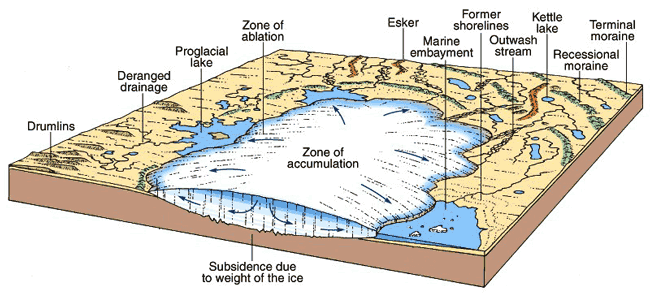 Zone of
ablation
Esker
Former
shorelines
Kettle
lake
Terminal
moraine
Proglacial
lake
Marine
embayment
Outwash
stream
Recessional
moraine
Deranged
drainage
Drumlins
Zone of
accumulation
Subsidence due
to weight of the ice